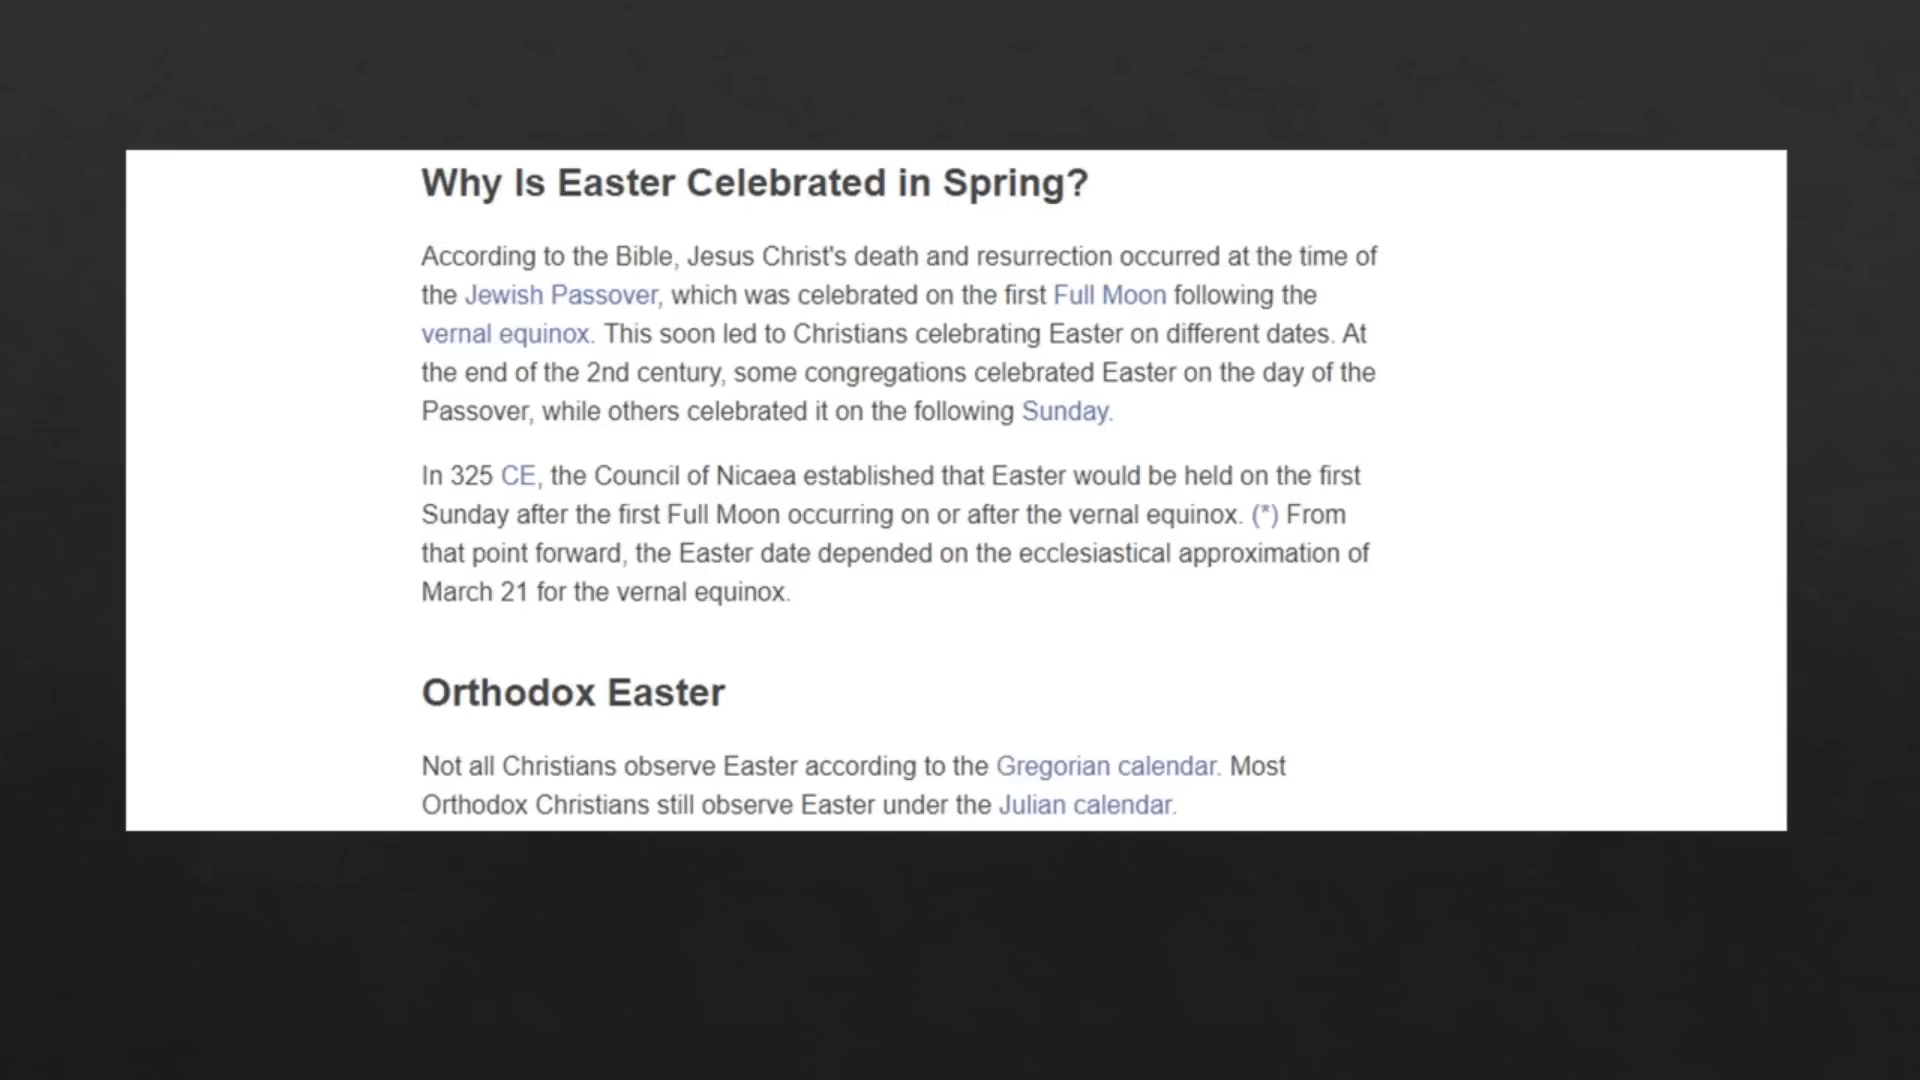 Why Is Easter Celebrated in Spring?
According to the Bible, Jesus Christ's death and resurrection occurred at the time of
the Jewish Passover, which was celebrated on the first Full Moon following the
vernal equinox. This soon led to Christians celebrating Easter on different dates. At
the end of the 2nd century, some congregations celebrated Easter on the day of the
Passover, while others celebrated it on the following Sunday.
In 325 CE, the Council of Nicaea established that Easter would be held on the first
Sunday after the first Full Moon occurring on or after the vernal equinox. (*) From
that point forward, the Easter date depended on the ecclesiastical approximation of
March 21 for the vernal equinox.
Orthodox Easter
Not all Christians observe Easter according to the Gregorian calendar. Most
Orthodox Christians still observe Easter under the Julian calendar.